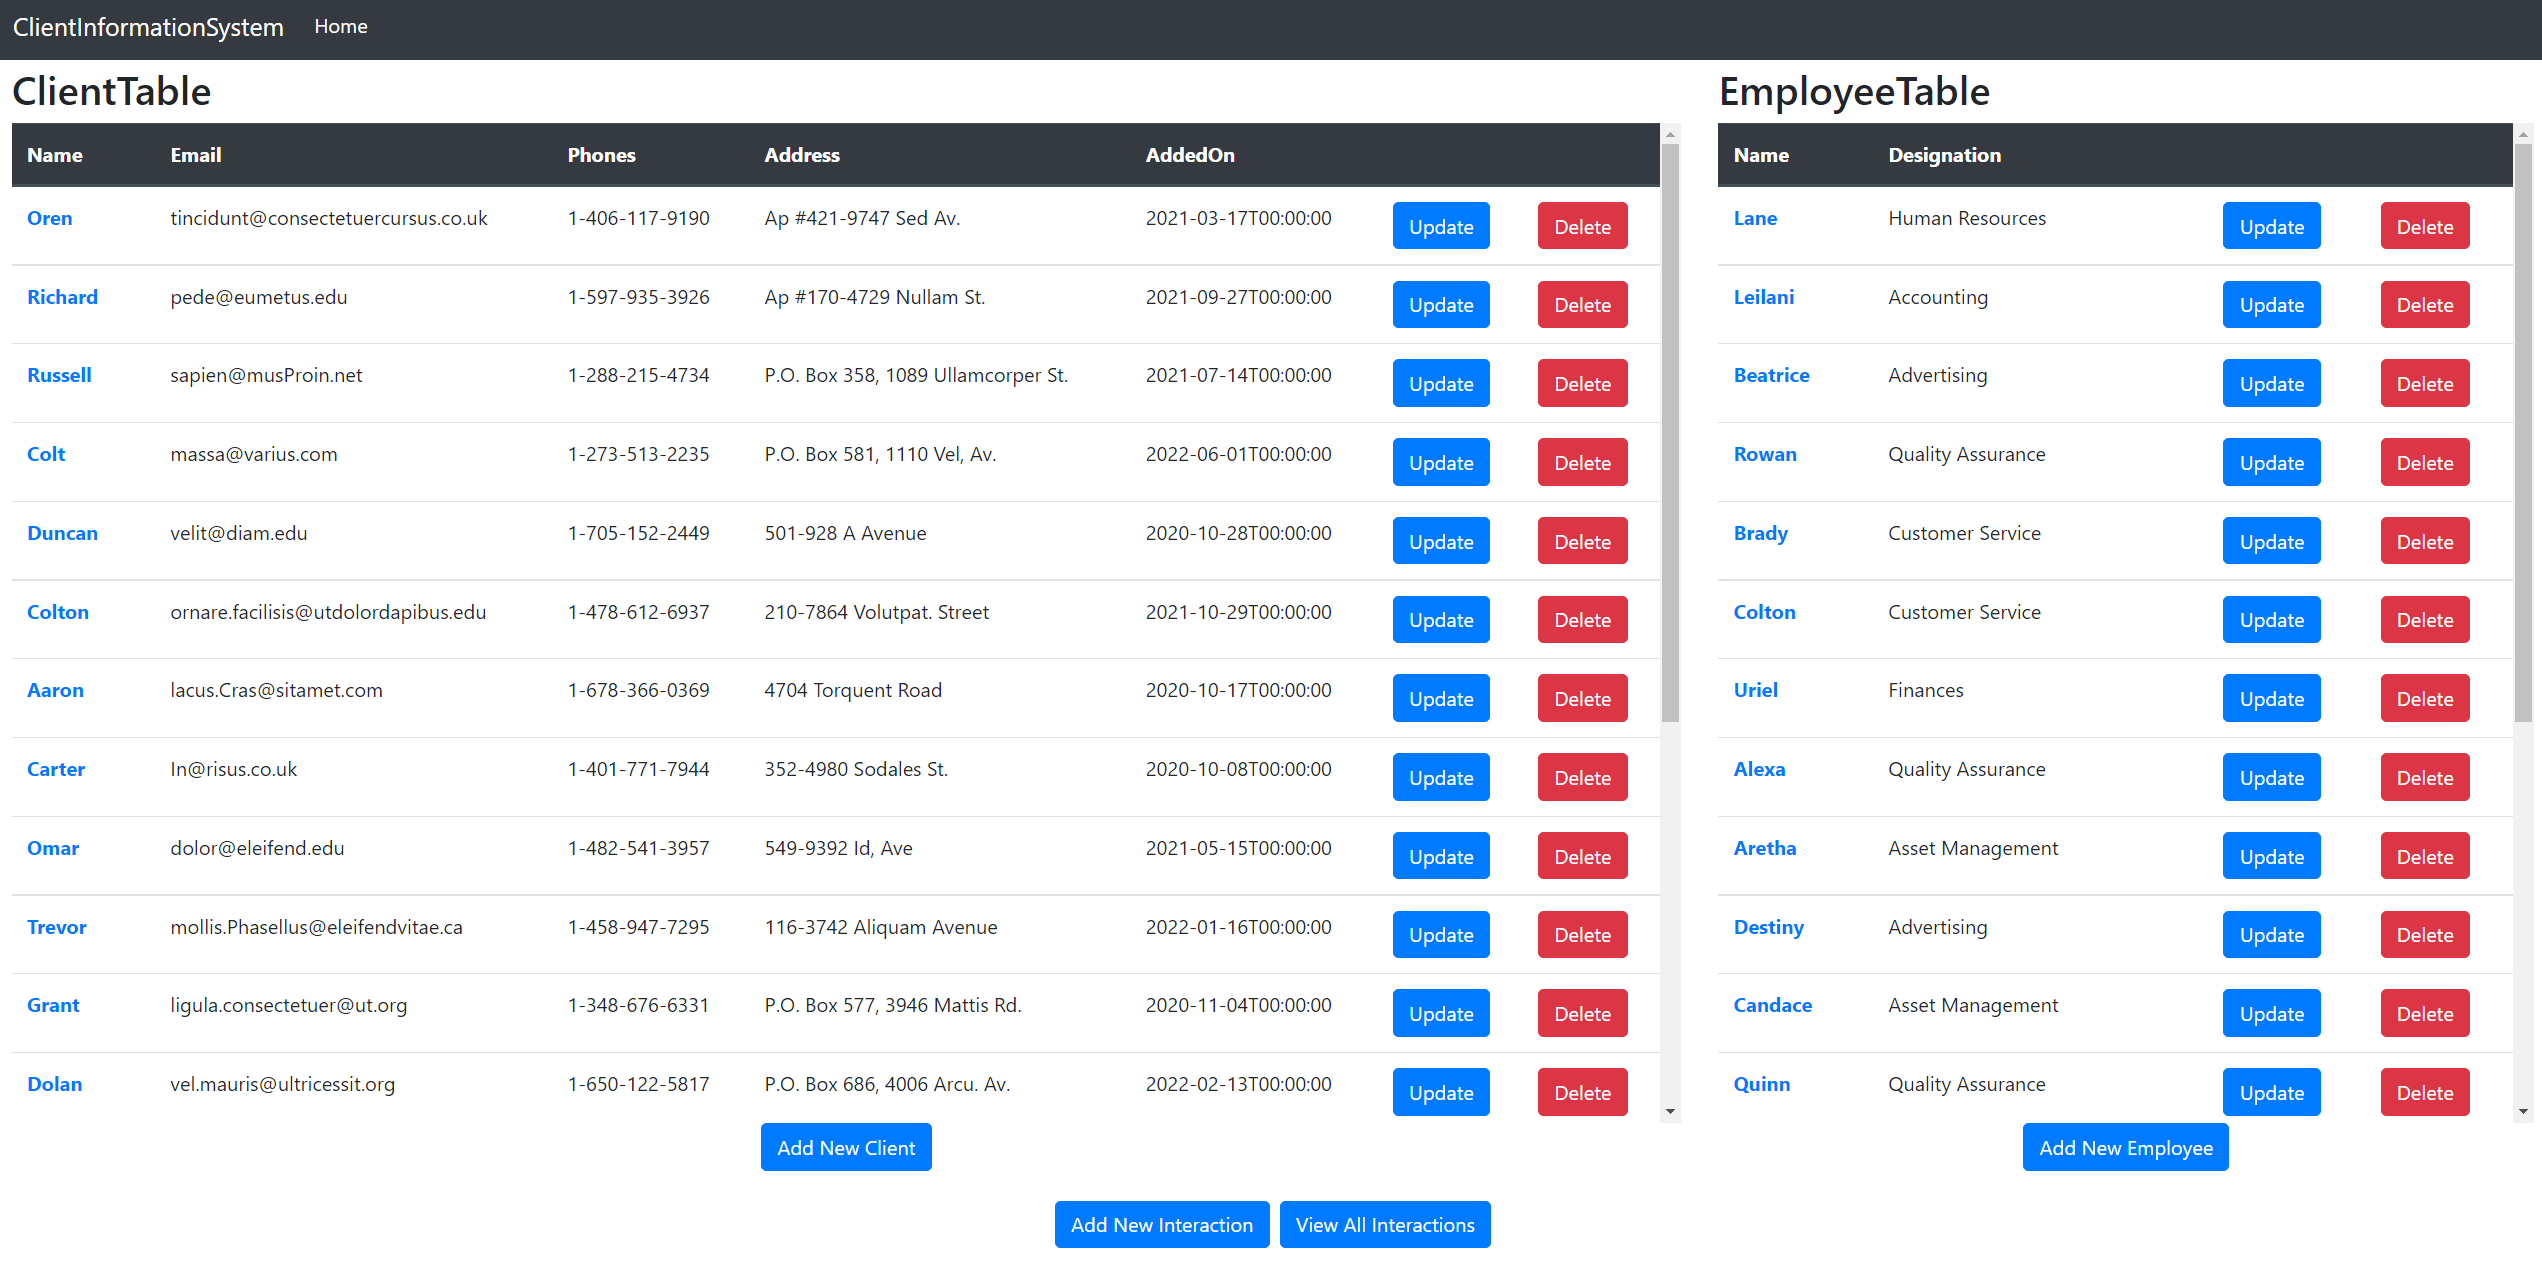 ClientInformationSystem Home
ClientTable
Name Email Phones Address AddedOn
Oren tincidunt@consectetuercursus.co.uk 1-406-117-9190 Ap #421-9747 Sed Av. 2021-03-17T00:00:00 Update Delete
Richard pede@eumetus.edu 1-597-935-3926 Ap #170-4729 Nullam St. 2021-09-27T00:00:00 Update Delete
Russell sapien@musProin.net 1-288-215-4734 P.O. Box 358, 1089 Ullamcorper St. 2021-07-14T00:00:00 Update Delete
Colt massa@varius.com 1-273-513-2235 P.O. Box 581, 1110 Vel, Av. 2022-06-01T00:00:00 Update Delete
Duncan velit@diam.edu 1-705-152-2449 501-928 A Avenue 2020-10-28T00:00:00 Update Delete
Colton ornare.facilisis@utdolordapibus.edu 1-478-612-6937 210-7864 Volutpat. Street 2021-10-29T00:00:00 Update Delete
Aaron lacus.Cras@sitamet.com 1-678-366-0369 4704 Torquent Road 2020-10-17T00:00:00 Update Delete
Carter In@risus.co.uk 1-401-771-7944 352-4980 Sodales St. 2020-10-08T00:00:00 Update Delete
Omar dolor@eleifend.edu 1-482-541-3957 549-9392 Id, Ave 2021-05-15T00:00:00 Update Delete
Trevor mollis.Phasellus@eleifendvitae.ca 1-458-947-7295 116-3742 Aliquam Avenue 2022-01-16T00:00:00 Update Delete
Grant ligula.consectetuer@ut.org 1-348-676-6331 P.O. Box 577, 3946 Mattis Rd. 2020-11-04T00:00:00 Update Delete
Dolan vel.mauris@ultricessit.org 1-650-122-5817 P.O. Box 686, 4006 Arcu. Av. 2022-02-13T00:00:00 Update Delete
Add New Client
EmployeeTable
Name Designation
Lane Human Resources Update Delete
Leilani Accounting Update Delete
Beatrice Advertising Update Delete
Rowan Quality Assurance Update Delete
Brady Customer Service Update Delete
Colton Customer Service Update Delete
Uriel Finances Update Delete
Alexa Quality Assurance Update Delete
Aretha Asset Management Update Delete
Destiny Advertising Update Delete
Candace Asset Management Update Delete
Quinn Quality Assurance Update Delete
Add New Employee
Add New Interaction View All Interactions